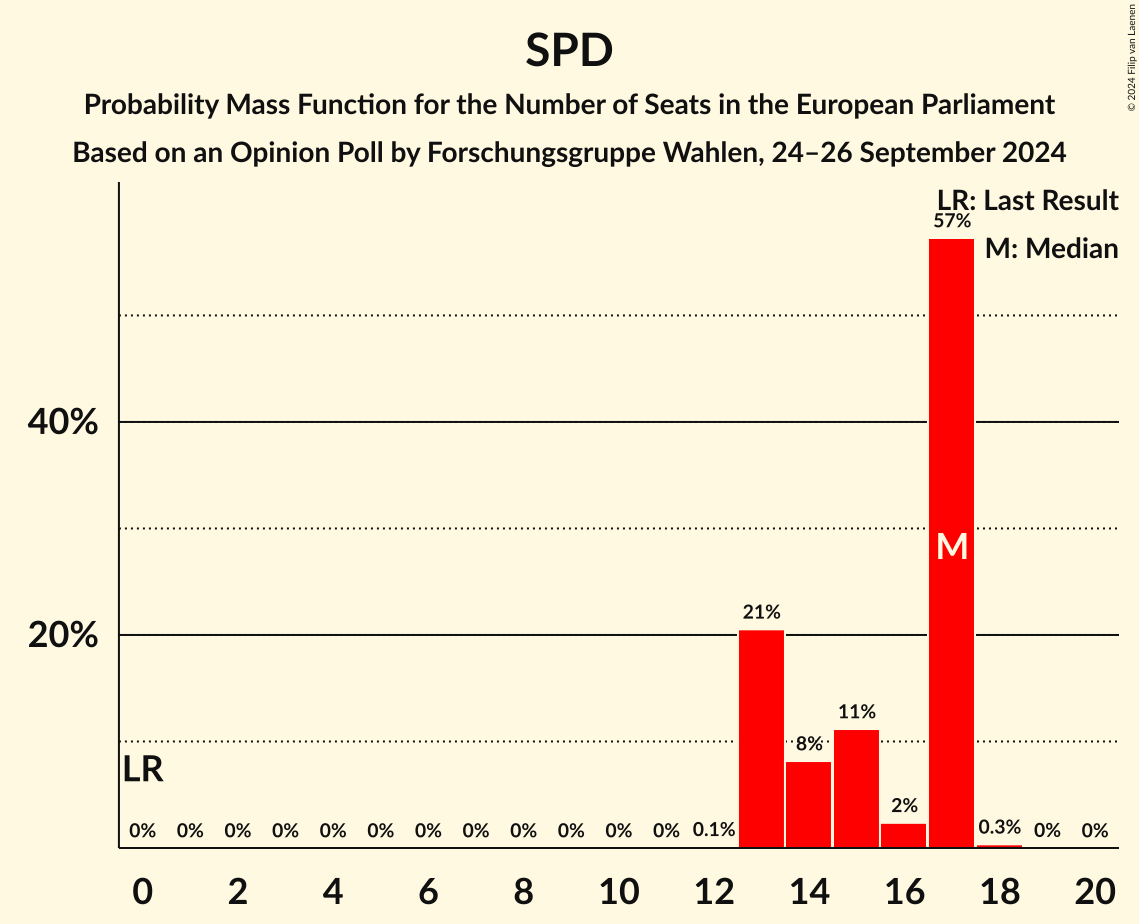 SPD
Probability Mass Function for the Number of Seats in the European Parliament
Based on an Opinion Poll by Forschungsgruppe Wahlen, 24–26 September 2024
© 2024 Filip van Laenen
LR: Last Result
M: Median
57%
40%
M
21%
20%
11%
8%
LR
2%
0% 0% 0% 0% 0% 0% 0% 0% 0% 0% 0% 0% 0.1% 0.3% 0% 0%
0 2 4 6 8 10 12 14 16 18 20